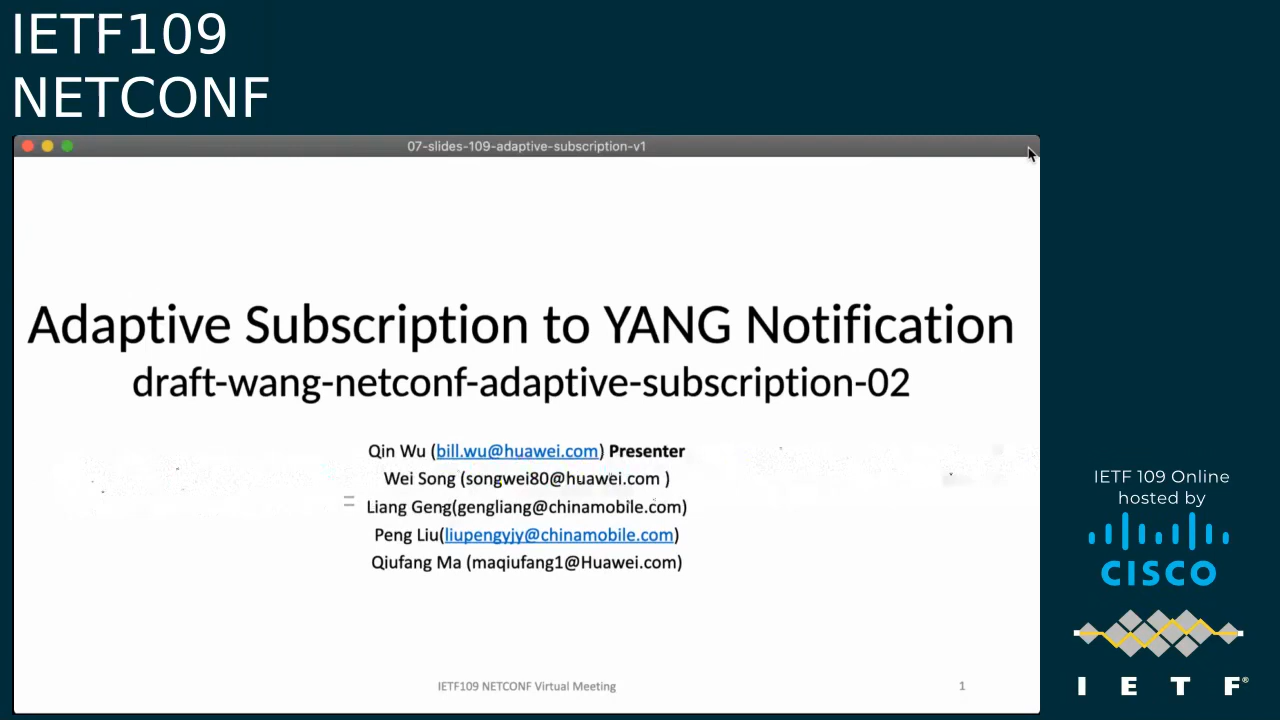 IETF109
NETCONF
07-slides-109-adaptive-subscription-v1
Adaptive Subscription to YANG Notification
draft-wang-netconf-adaptive-subscription-02
Qin Wu (bill.wu@huawei.com) Presenter
Wei Song (songwei80@huawei.com )
Liang Geng(gengliang@chinamobile.com)
Peng Liu(liupengyjy@chinamobile.com)
Qiufang Ma (maqiufang1@Huawei.com)
IETF109 NETCONF Virtual Meeting
1
IETF 109 Online
hosted by
CISCO
I E T F®